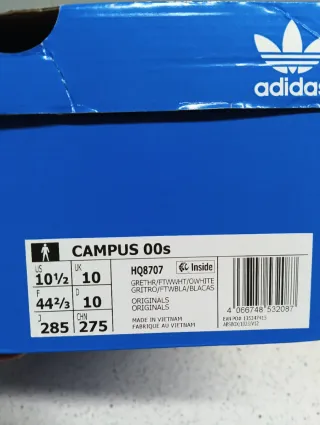 adidas
CAMPUS 00s
US 10½ UK 10
F 44⅔ D 10
J 285 CHN 275
HQ8707 Inside
GRETHR/FTWWHT/OWHITE
GRITRO/FTWBLA/BLACAS
ORIGINALS
ORIGINALS
MADE IN VIETNAM
FABRIQUE AU VIETNAM
4 066748 532087